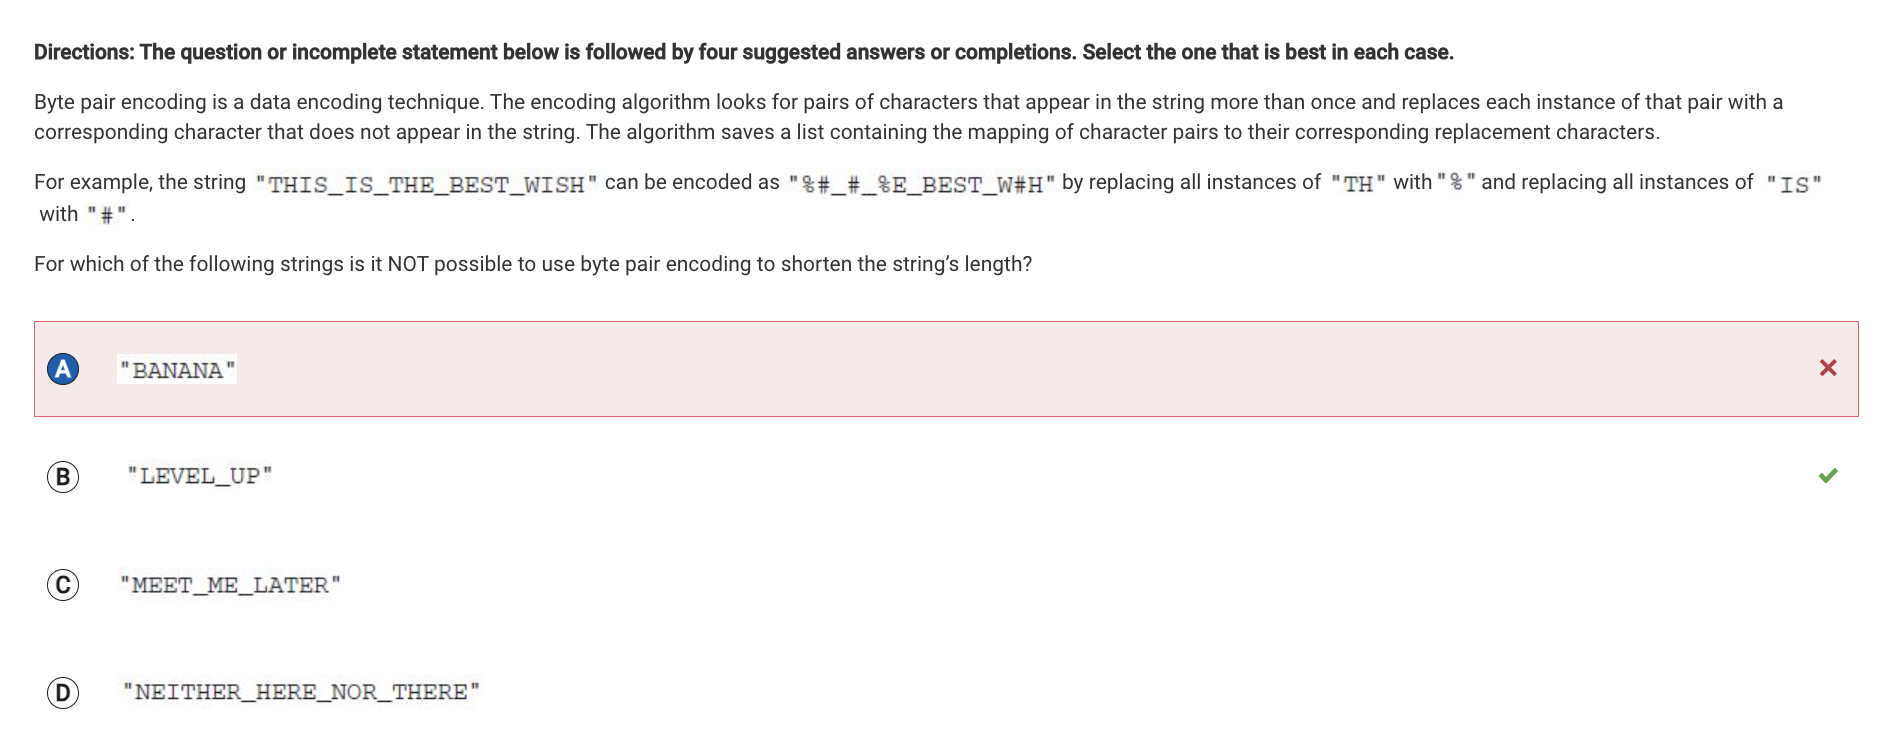 Directions: The question or incomplete statement below is followed by four suggested answers or completions. Select the one that is best in each case.
Byte pair encoding is a data encoding technique. The encoding algorithm looks for pairs of characters that appear in the string more than once and replaces each instance of that pair with a
corresponding character that does not appear in the string. The algorithm saves a list containing the mapping of character pairs to their corresponding replacement characters.
For example, the string "THIS_IS_THE_BEST_WISH" can be encoded as "%#_#_%E_BEST_W#H" by replacing all instances of "TH" with "%" and replacing all instances of "IS"
with "#".
For which of the following strings is it NOT possible to use byte pair encoding to shorten the string’s length?
A "BANANA"
B "LEVEL_UP"
C "MEET_ME_LATER"
D "NEITHER_HERE_NOR_THERE"